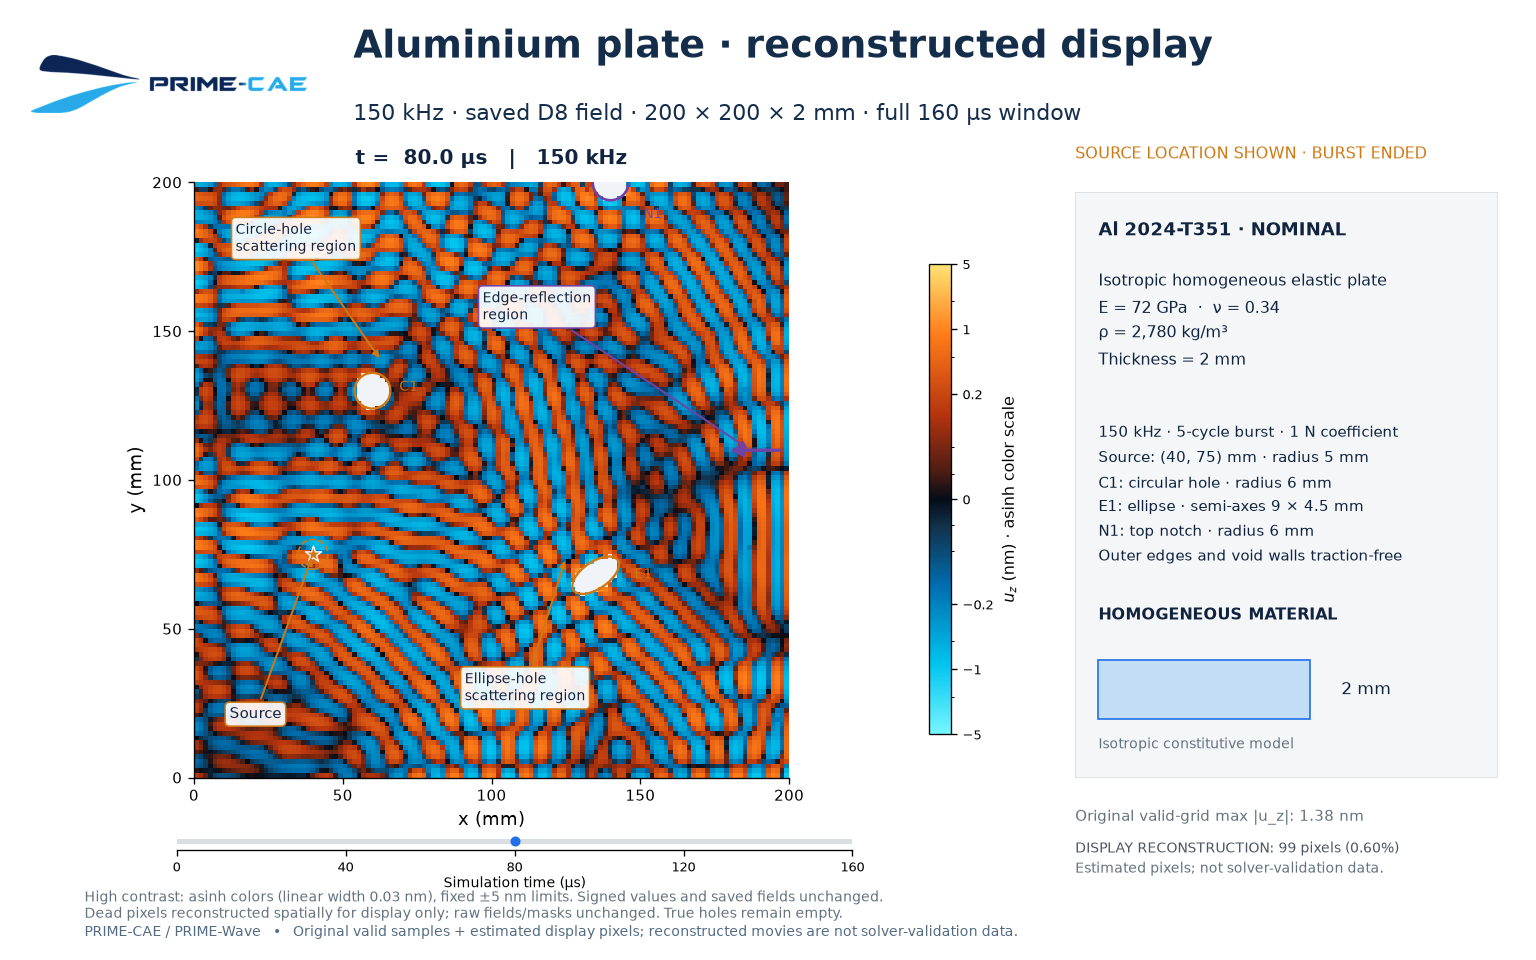 PRIME-CAE
Aluminium plate · reconstructed display
150 kHz · saved D8 field · 200 × 200 × 2 mm · full 160 µs window
t = 80.0 µs | 150 kHz
SOURCE LOCATION SHOWN · BURST ENDED
200
150
100
50
0
y (mm)
0
50
100
150
200
x (mm)
Circle-hole
scattering region
Edge-reflection
region
N1
C1
Ellipse-hole
scattering region
Source
5
1
0.2
0
−0.2
−1
−5
u_z (nm) · asinh color scale
Al 2024-T351 · NOMINAL
Isotropic homogeneous elastic plate
E = 72 GPa · ν = 0.34
ρ = 2,780 kg/m³
Thickness = 2 mm
150 kHz · 5-cycle burst · 1 N coefficient
Source: (40, 75) mm · radius 5 mm
C1: circular hole · radius 6 mm
E1: ellipse · semi-axes 9 × 4.5 mm
N1: top notch · radius 6 mm
Outer edges and void walls traction-free
HOMOGENEOUS MATERIAL
2 mm
Isotropic constitutive model
Original valid-grid max |u_z|: 1.38 nm
DISPLAY RECONSTRUCTION: 99 pixels (0.60%)
Estimated pixels; not solver-validation data.
0
40
80
120
160
Simulation time (µs)
High contrast: asinh colors (linear width 0.03 nm), fixed ±5 nm limits. Signed values and saved fields unchanged.
Dead pixels reconstructed spatially for display only; raw fields/masks unchanged. True holes remain empty.
PRIME-CAE / PRIME-Wave • Original valid samples + estimated display pixels; reconstructed movies are not solver-validation data.